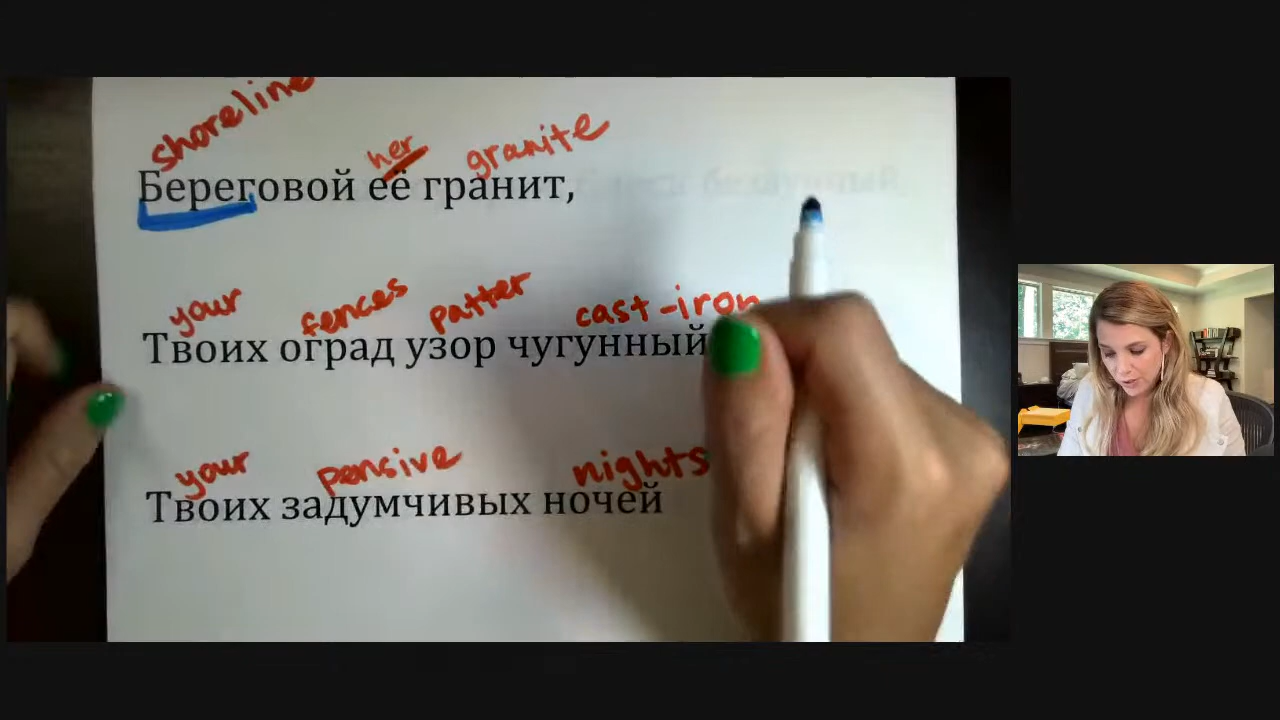 shoreline her granite
Береговой её гранит,
your fences patter cast-iron
Твоих оград узор чугунный
your pensive nights
Твоих задумчивых ночей